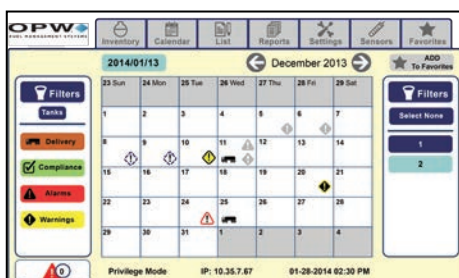 OPW
FUEL MANAGEMENT SYSTEMS
Inventory Calendar List Reports Settings Sensors Favorites
2014/01/13 December 2013 ADD To Favorites
Filters
Tanks
Delivery
Compliance
Alarms
Warnings
23 Sun 24 Mon 25 Tue 26 Wed 27 Thu 28 Fri 29 Sat
1 2 3 4 5 6 7
8 9 10 11 12 13 14
15 16 17 18 19 20 21
22 23 24 25 26 27 28
29 30 31 1 2 3 4
Filters
Select None
1
2
0 Privilege Mode IP: 10.35.7.67 01-28-2014 02:30 PM